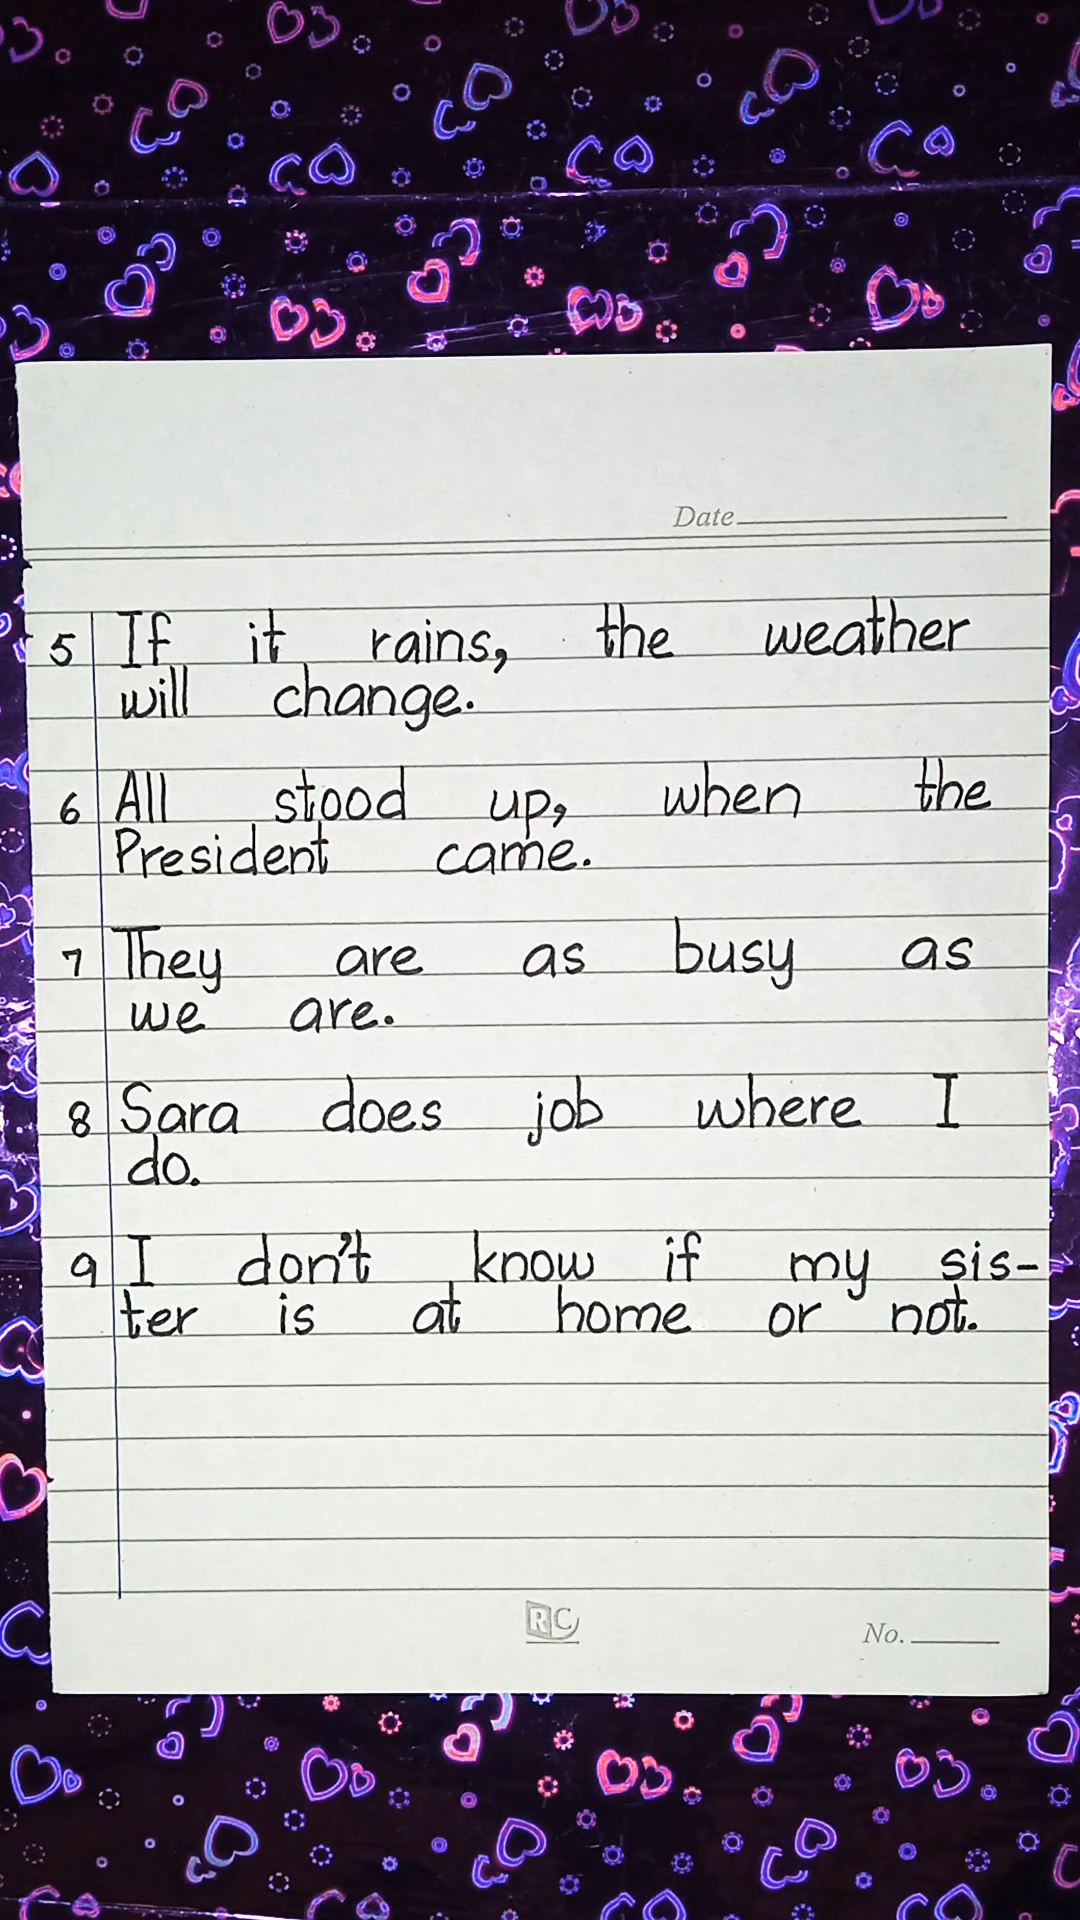 Date
5 If it rains, the weather
will change.
6 All stood up, when the
President came.
7 They are as busy as
we are.
8 Sara does job where I
do.
9 I don't know if my sis-
ter is at home or not.
RC
No.